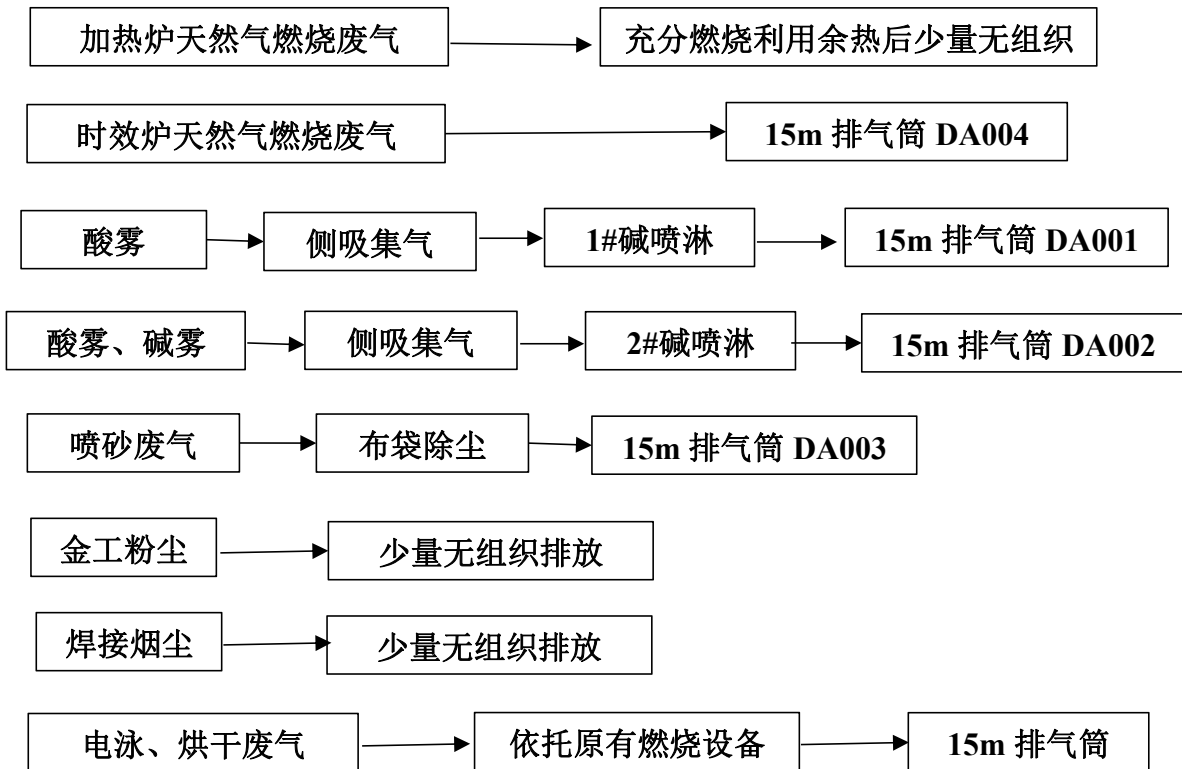 加热炉天然气燃烧废气 充分燃烧利用余热后少量无组织
时效炉天然气燃烧废气 15m 排气筒 DA004
酸雾 侧吸集气 1#碱喷淋 15m 排气筒 DA001
酸雾、碱雾 侧吸集气 2#碱喷淋 15m 排气筒 DA002
喷砂废气 布袋除尘 15m 排气筒 DA003
金工粉尘 少量无组织排放
焊接烟尘 少量无组织排放
电泳、烘干废气 依托原有燃烧设备 15m 排气筒